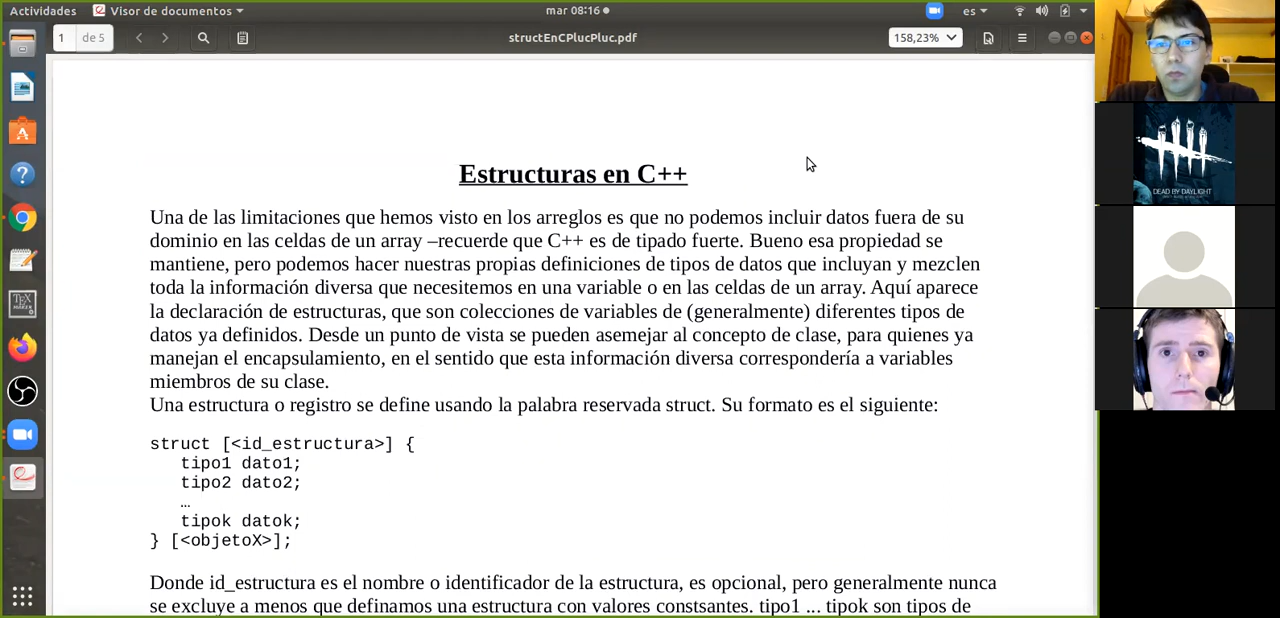 Actividades
Visor de documentos
mar 08:16
es
1
de 5
structEnCPlucPluc.pdf
158,23%
Estructuras en C++
Una de las limitaciones que hemos visto en los arreglos es que no podemos incluir datos fuera de su
dominio en las celdas de un array –recuerde que C++ es de tipado fuerte. Bueno esa propiedad se
mantiene, pero podemos hacer nuestras propias definiciones de tipos de datos que incluyan y mezclen
toda la información diversa que necesitemos en una variable o en las celdas de un array. Aquí aparece
la declaración de estructuras, que son colecciones de variables de (generalmente) diferentes tipos de
datos ya definidos. Desde un punto de vista se pueden asemejar al concepto de clase, para quienes ya
manejan el encapsulamiento, en el sentido que esta información diversa correspondería a variables
miembros de su clase.
Una estructura o registro se define usando la palabra reservada struct. Su formato es el siguiente:
struct [<id_estructura>] {
tipo1 dato1;
tipo2 dato2;
…
tipok datok;
} [<objetoX>];
Donde id_estructura es el nombre o identificador de la estructura, es opcional, pero generalmente nunca
se excluye a menos que definamos una estructura con valores constsantes. tipo1 ... tipok son tipos de
DEAD BY DAYLIGHT
TEX
MAKER